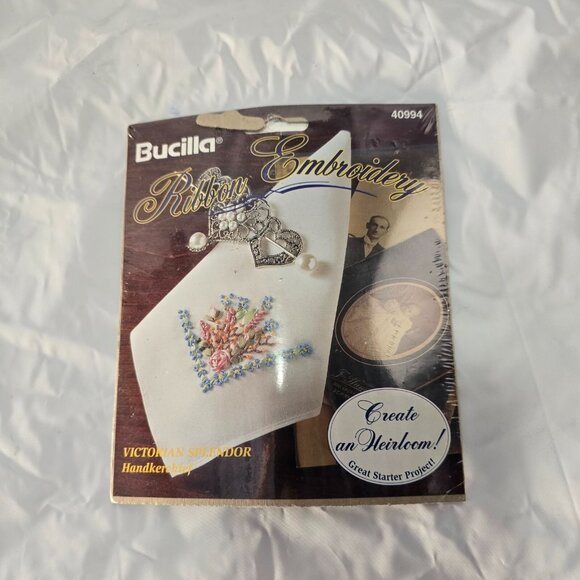 40994
Bucilla®
Ribbon Embroidery
Create
an Heirloom!
Great Starter Project!
VICTORIAN SPLENDOR
Handkerchief